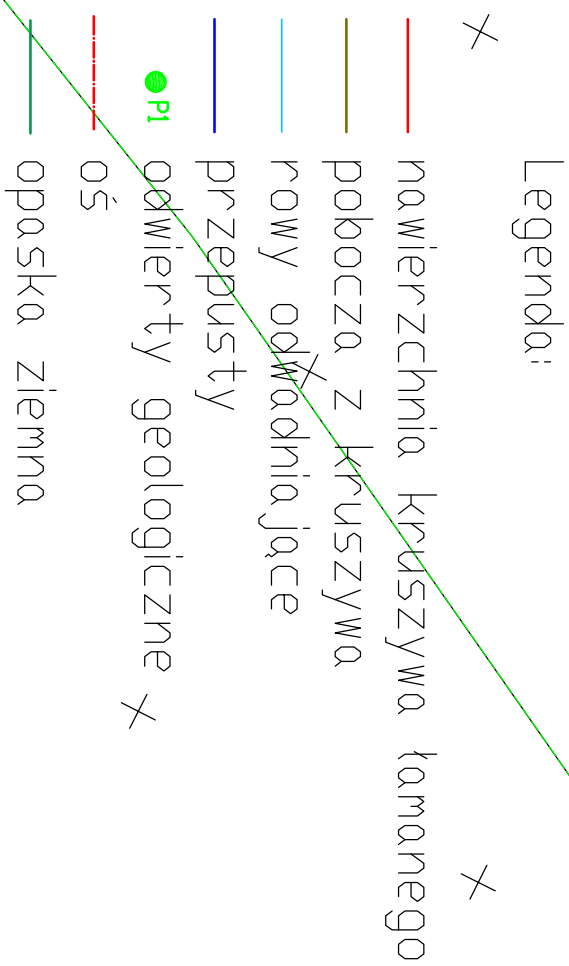 Legenda:
nawierzchnia kruszywa łamanego
pobocza z kruszywa
rowy odwadniające
przepusty
P1 odwierty geologiczne
oś
opaska ziemna